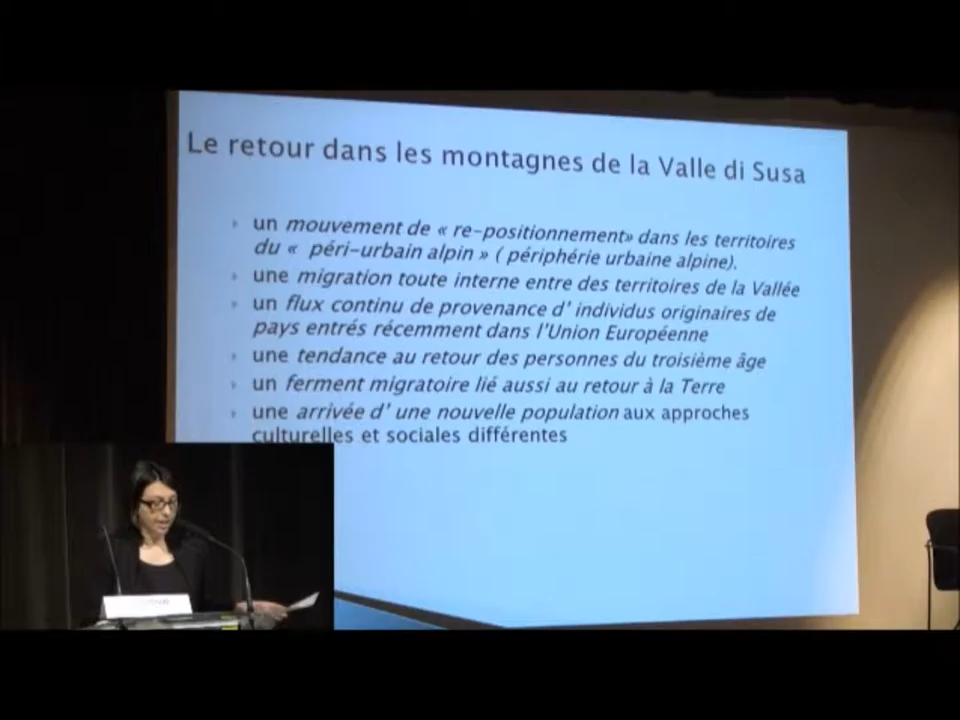 Le retour dans les montagnes de la Valle di Susa
un mouvement de « re-positionnement» dans les territoires
du « péri-urbain alpin » ( périphérie urbaine alpine).
une migration toute interne entre des territoires de la Vallée
un flux continu de provenance d' individus originaires de
pays entrés récemment dans l'Union Européenne
une tendance au retour des personnes du troisième âge
un ferment migratoire lié aussi au retour à la Terre
une arrivée d' une nouvelle population aux approches
culturelles et sociales différentes